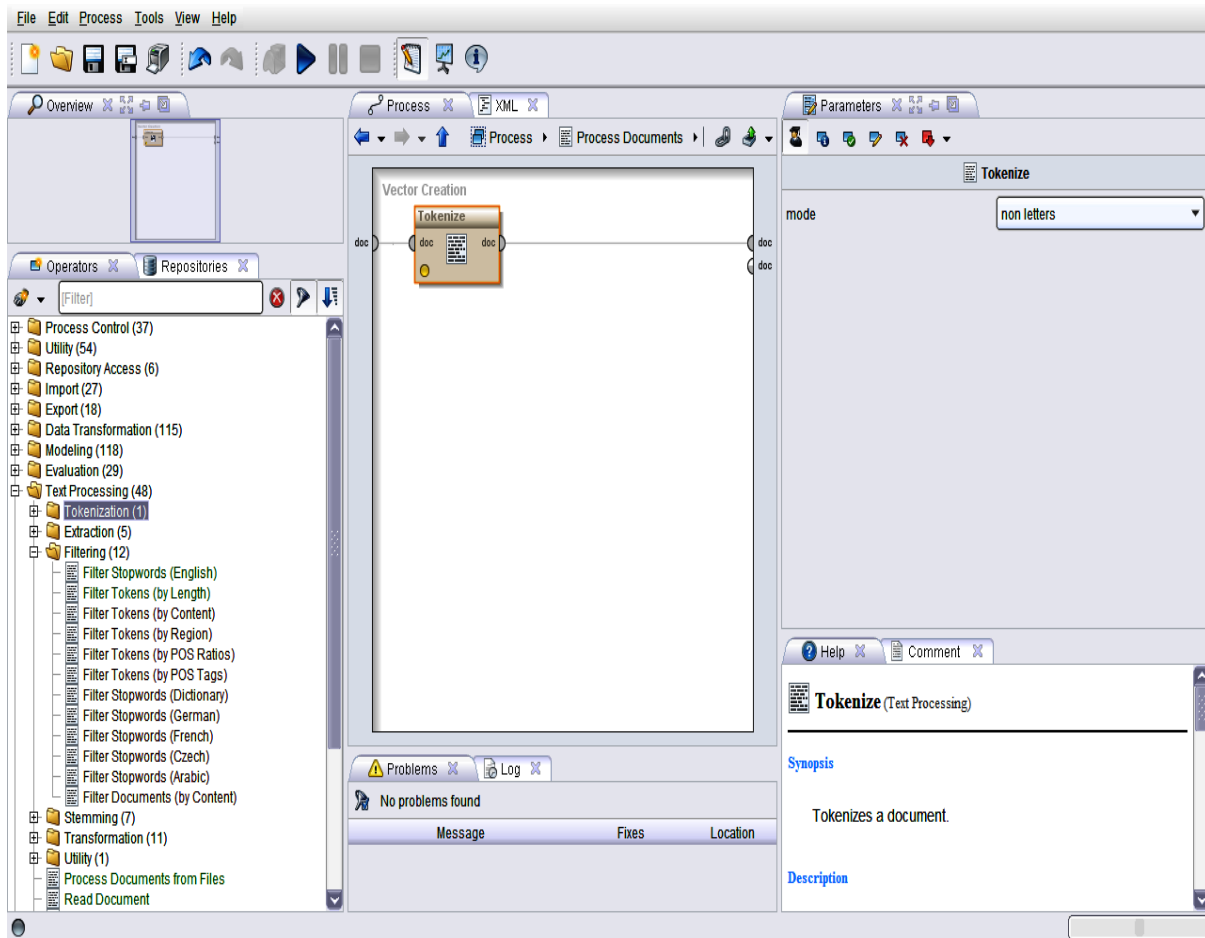 File Edit Process Tools View Help
Overview
Operators
Repositories
[Filter]
Process Control (37)
Utility (54)
Repository Access (6)
Import (27)
Export (18)
Data Transformation (115)
Modeling (118)
Evaluation (29)
Text Processing (48)
Tokenization (1)
Extraction (5)
Filtering (12)
Filter Stopwords (English)
Filter Tokens (by Length)
Filter Tokens (by Content)
Filter Tokens (by Region)
Filter Tokens (by POS Ratios)
Filter Tokens (by POS Tags)
Filter Stopwords (Dictionary)
Filter Stopwords (German)
Filter Stopwords (French)
Filter Stopwords (Czech)
Filter Stopwords (Arabic)
Filter Documents (by Content)
Stemming (7)
Transformation (11)
Utility (1)
Process Documents from Files
Read Document
Process
XML
Process Process Documents
Vector Creation
Tokenize
doc doc doc doc
doc
Problems
Log
No problems found
Message Fixes Location
Parameters
Tokenize
mode non letters
Help
Comment
Tokenize (Text Processing)
Synopsis
Tokenizes a document.
Description